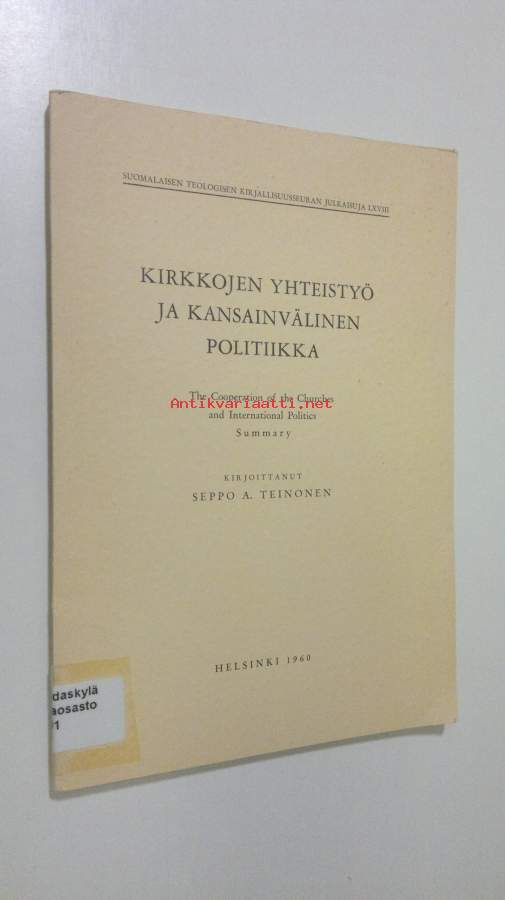 SUOMALAISEN TEOLOGISEN KIRJALLISUUSSEURAN JULKAISUJA LXVIII
KIRKKOJEN YHTEISTYÖ
JA KANSAINVÄLINEN
POLITIIKKA
The Cooperation of the Churches
Antikvariaatti.net
and International Politics
Summary
KIRJOITTANUT
SEPPO A. TEINONEN
HELSINKI 1960
daskylä
aosasto